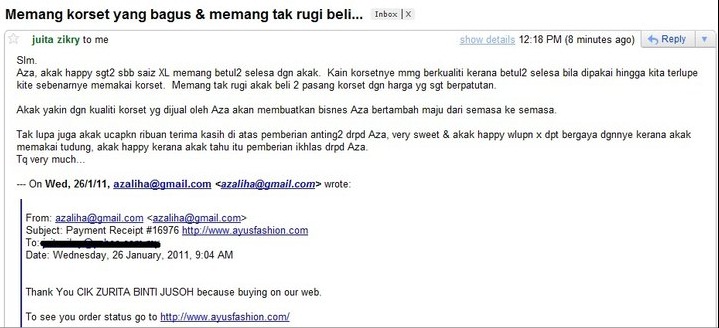 Memang korset yang bagus & memang tak rugi beli... Inbox | X
juita zikry to me show details 12:18 PM (8 minutes ago) Reply
Slm.
Aza, akak happy sgt2 sbb saiz XL memang betul2 selesa dgn akak. Kain korsetnye mmg berkualiti kerana betul2 selesa bila dipakai hingga kita terlupe
kite sebenarnye memakai korset. Memang tak rugi akak beli 2 pasang korset dgn harga yg sgt berpatutan.
Akak yakin dgn kualiti korset yg dijual oleh Aza akan membuatkan bisnes Aza bertambah maju dari semasa ke semasa.
Tak lupa juga akak ucapkn ribuan terima kasih di atas pemberian anting2 drpd Aza, very sweet & akak happy wlupn x dpt bergaya dgnnye kerana akak
memakai tudung, akak happy kerana akak tahu itu pemberian ikhlas drpd Aza.
Tq very much...
--- On Wed, 26/1/11, azaliha@gmail.com <azaliha@gmail.com> wrote:
From: azaliha@gmail.com <azaliha@gmail.com>
Subject: Payment Receipt #16976 http://www.ayusfashion.com
To:
Date: Wednesday, 26 January, 2011, 9:04 AM
Thank You CIK ZURITA BINTI JUSOH because buying on our web.
To see you order status go to http://www.ayusfashion.com/